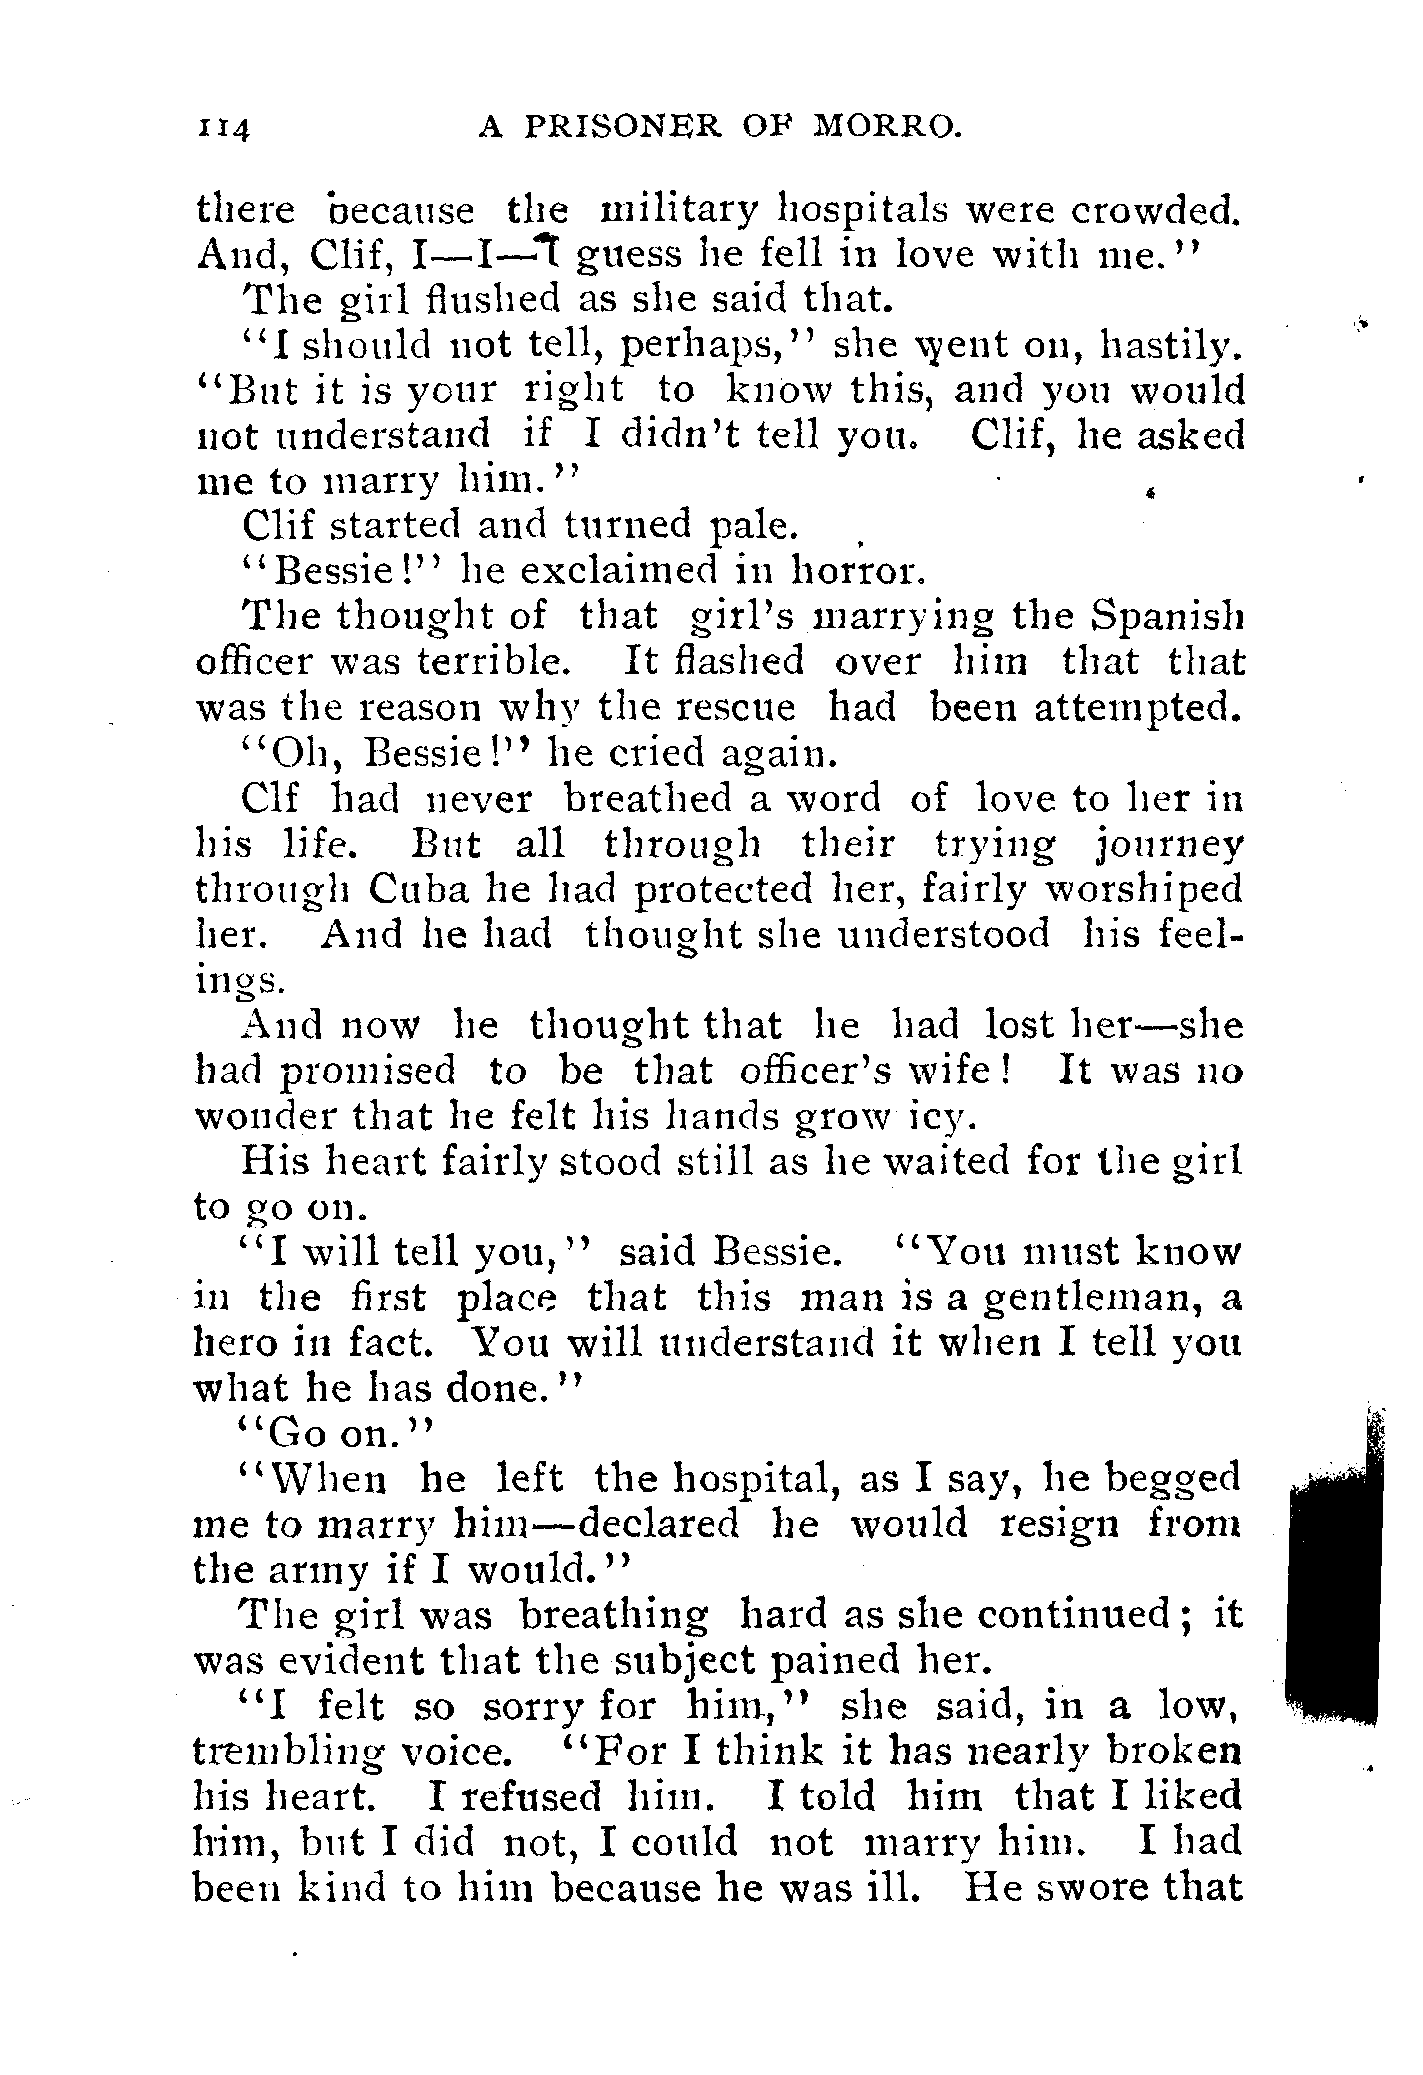 114 A PRISONER OF MORRO.
there because the military hospitals were crowded.
And, Clif, I—I—I guess he fell in love with me."
The girl flushed as she said that.
"I should not tell, perhaps," she went on, hastily.
"But it is your right to know this, and you would
not understand if I didn't tell you. Clif, he asked
me to marry him."
Clif started and turned pale.
"Bessie!" he exclaimed in horror.
The thought of that girl's marrying the Spanish
officer was terrible. It flashed over him that that
was the reason why the rescue had been attempted.
"Oh, Bessie!" he cried again.
Clf had never breathed a word of love to her in
his life. But all through their trying journey
through Cuba he had protected her, fairly worshiped
her. And he had thought she understood his feel-
ings.
And now he thought that he had lost her—she
had promised to be that officer's wife! It was no
wonder that he felt his hands grow icy.
His heart fairly stood still as he waited for the girl
to go on.
"I will tell you," said Bessie. "You must know
in the first place that this man is a gentleman, a
hero in fact. You will understand it when I tell you
what he has done."
"Go on."
"When he left the hospital, as I say, he begged
me to marry him—declared he would resign from
the army if I would."
The girl was breathing hard as she continued; it
was evident that the subject pained her.
"I felt so sorry for him," she said, in a low,
trembling voice. "For I think it has nearly broken
his heart. I refused him. I told him that I liked
him, but I did not, I could not marry him. I had
been kind to him because he was ill. He swore that